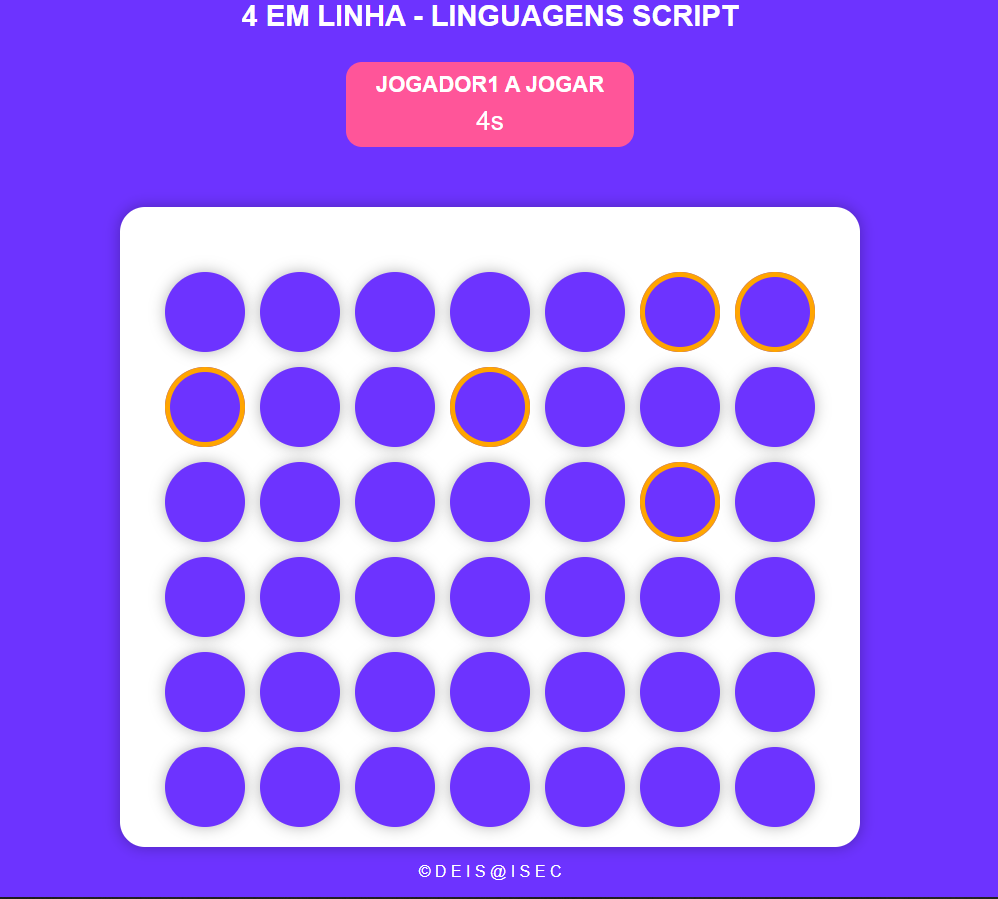 4 EM LINHA - LINGUAGENS SCRIPT
JOGADOR1 A JOGAR
4s
©DEIS@ISEC